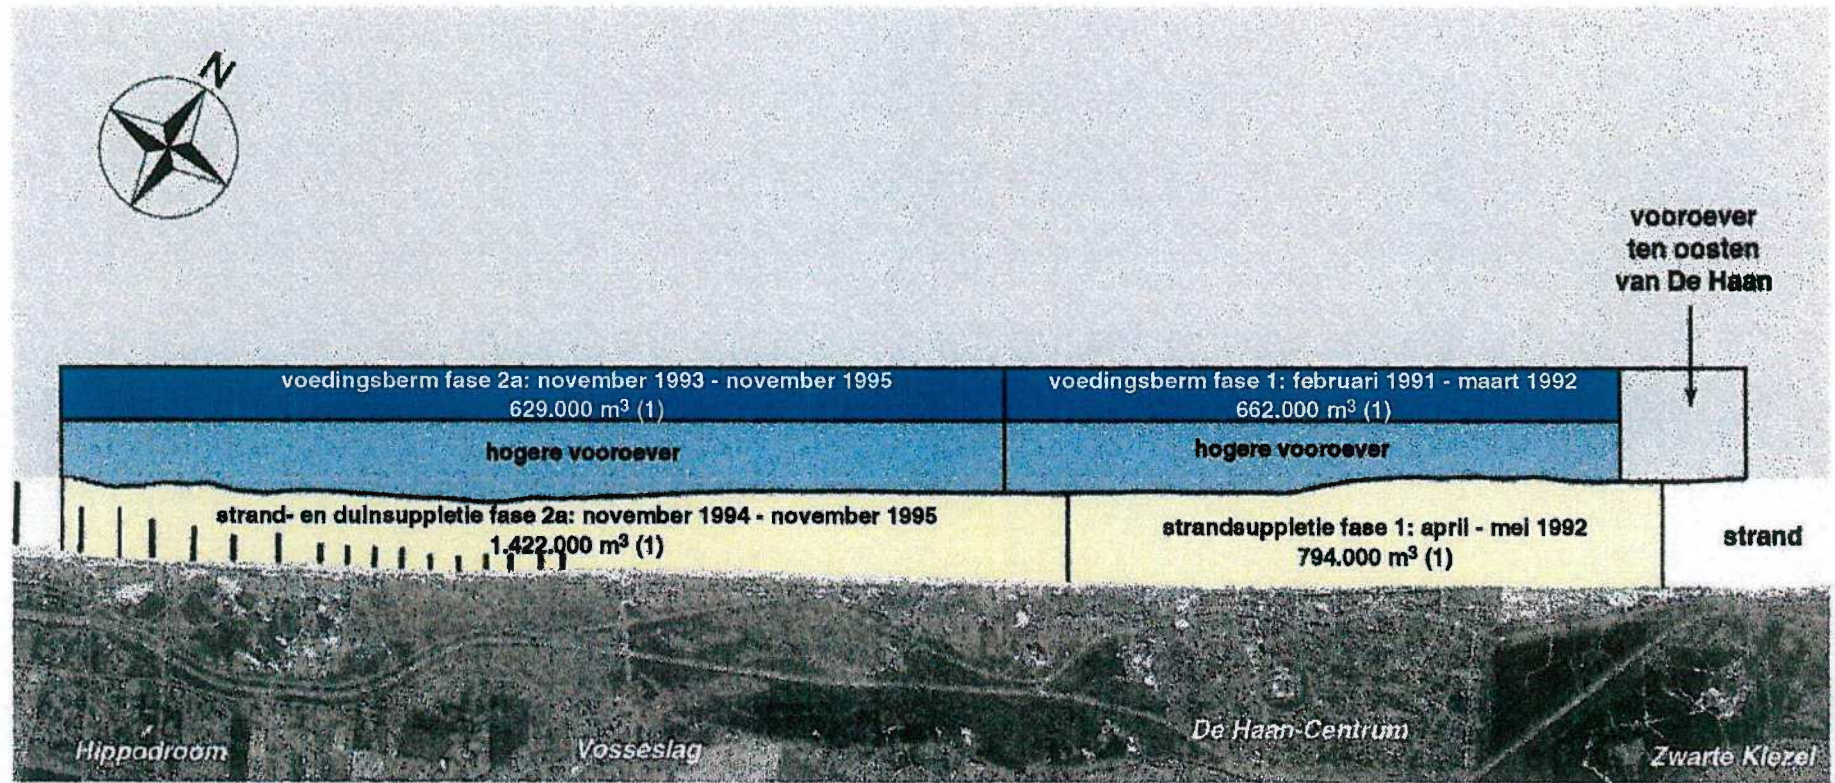 N
vooroever
ten oosten
van De Haan
voedingsberm fase 2a: november 1993 - november 1995
629.000 m³ (1)
voedingsberm fase 1: februari 1991 - maart 1992
662.000 m³ (1)
hogere vooroever
hogere vooroever
strand- en duinsuppletie fase 2a: november 1994 - november 1995
1.422.000 m³ (1)
strandsuppletie fase 1: april - mei 1992
794.000 m³ (1)
strand
Hippodroom
Vosseslag
De Haan-Centrum
Zwarte Kiezel